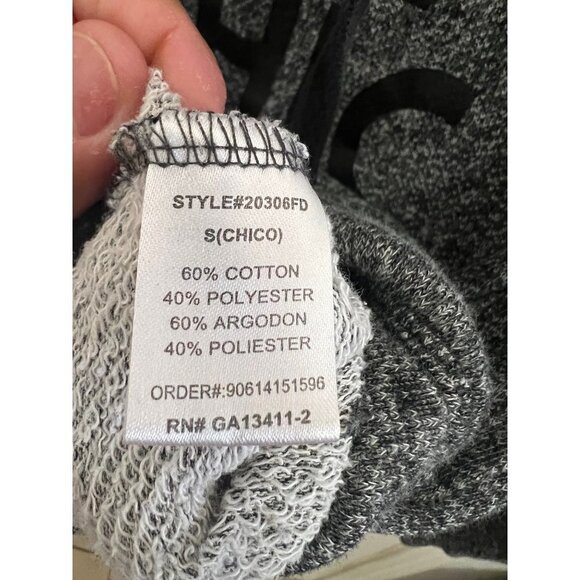 STYLE#20306FD
S(CHICO)
60% COTTON
40% POLYESTER
60% ARGODON
40% POLIESTER
ORDER#:90614151596
RN# GA13411-2